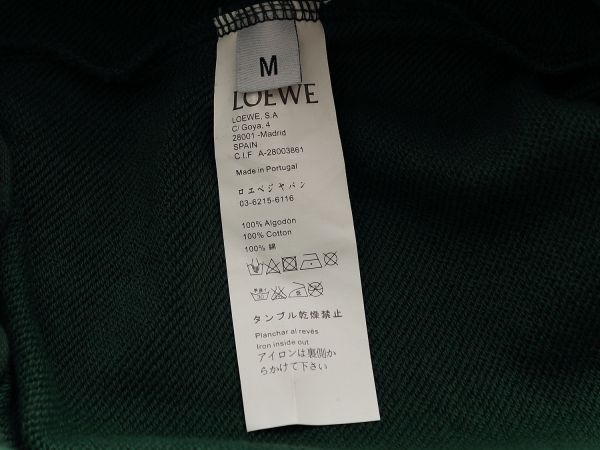 M
LOEWE
LOEWE, S.A
C/ Goya, 4
28001 -Madrid
SPAIN
C.I.F A-28003861
Made in Portugal
ロエベジャパン
03-6215-6116
100% Algodón
100% Cotton
100% 綿
タンブル乾燥禁止
Planchar al revés
Iron inside out
アイロンは裏側か
らかけて下さい